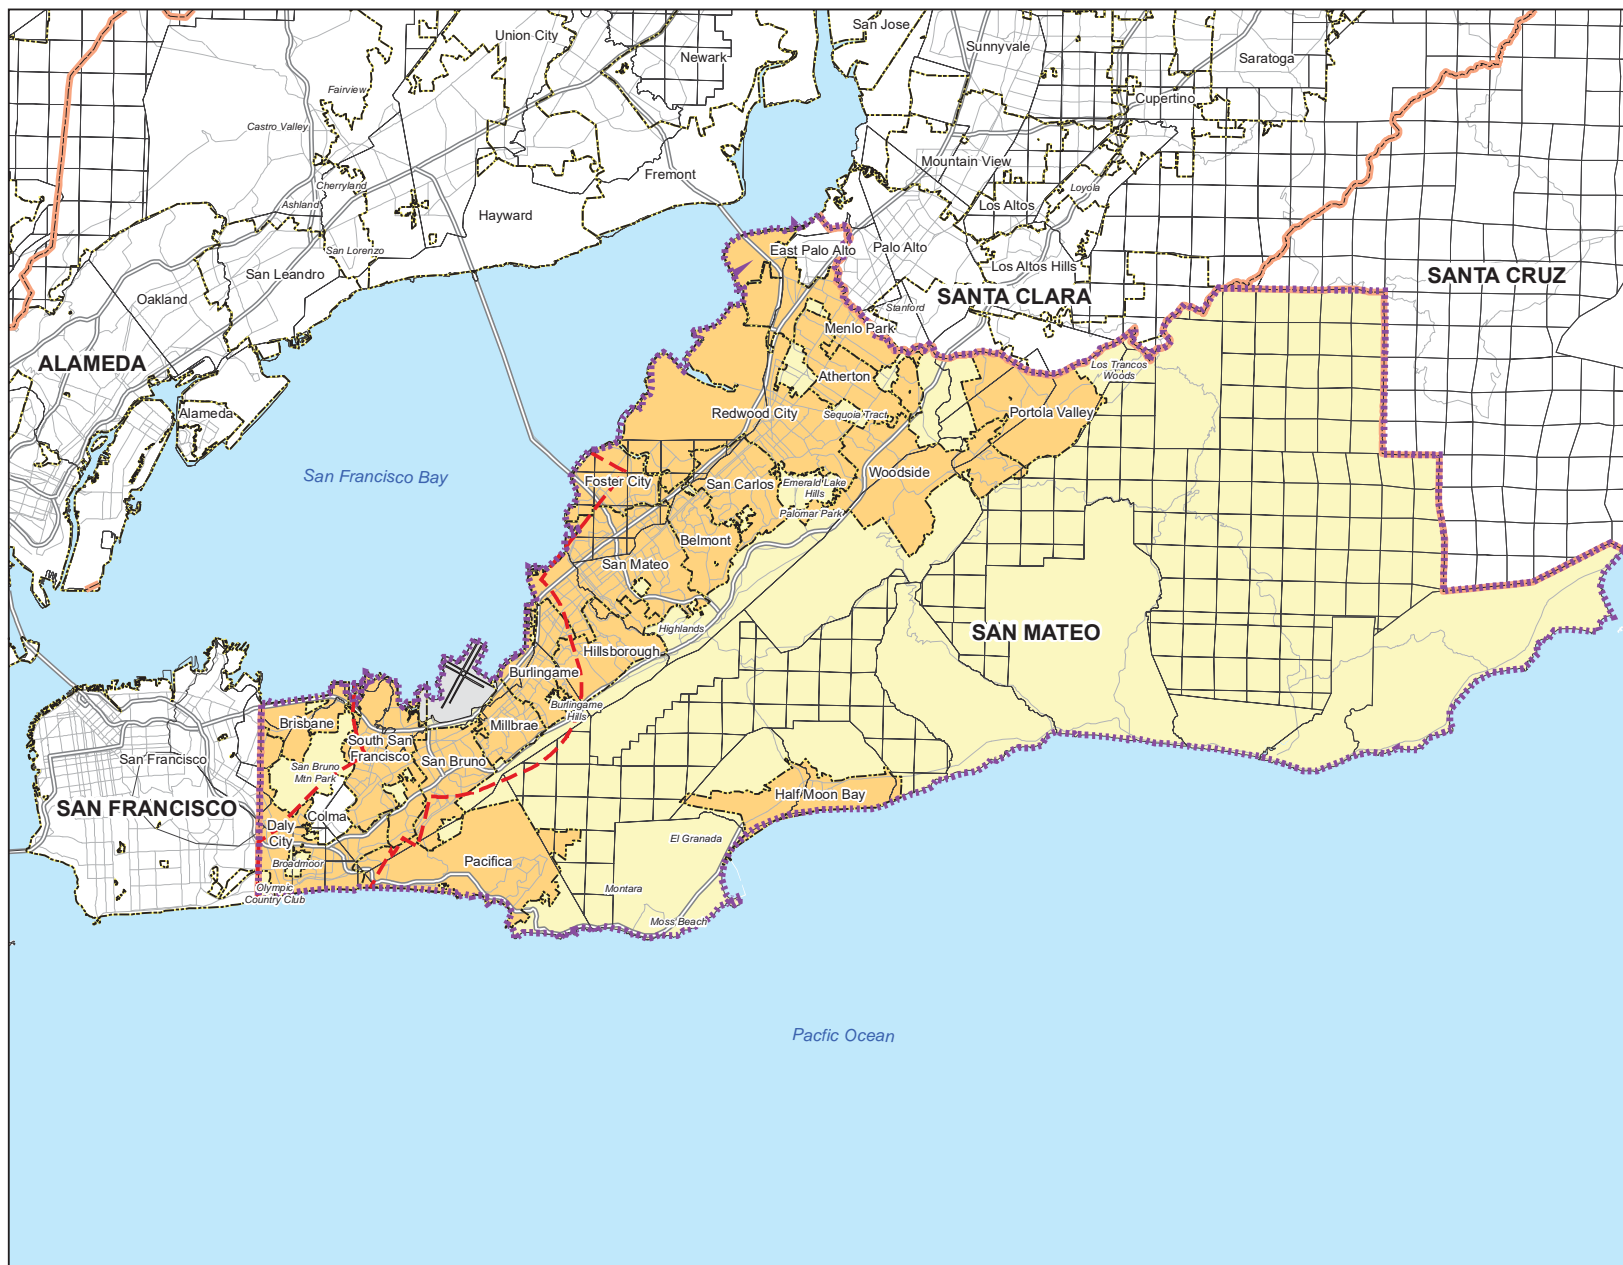 San Jose
Union City
Sunnyvale
Newark
Saratoga
Fairview
Cupertino
Castro Valley
Mountain View
Fremont
Cherryland
Loyola
Ashland
Los Altos
Hayward
San Lorenzo
East Palo Alto
Palo Alto
San Leandro
Los Altos Hills
SANTA CRUZ
Oakland
SANTA CLARA
Stanford
Menlo Park
ALAMEDA
Los Trancos
Woods
Atherton
Alameda
Redwood City
Sequoia Tract
Portola Valley
San Francisco Bay
Woodside
Foster City
San Carlos
Emerald Lake
Hills
Palomar Park
Belmont
San Mateo
Highlands
SAN MATEO
Hillsborough
Burlingame
Burlingame
Hills
Brisbane
Millbrae
South San
Francisco
San Francisco
San Bruno
San Bruno
Mtn Park
Half Moon Bay
SAN FRANCISCO
Colma
Daly
City
El Granada
Broadmoor
Pacifica
Olympic
Country Club
Montara
Moss Beach
Pacfic Ocean